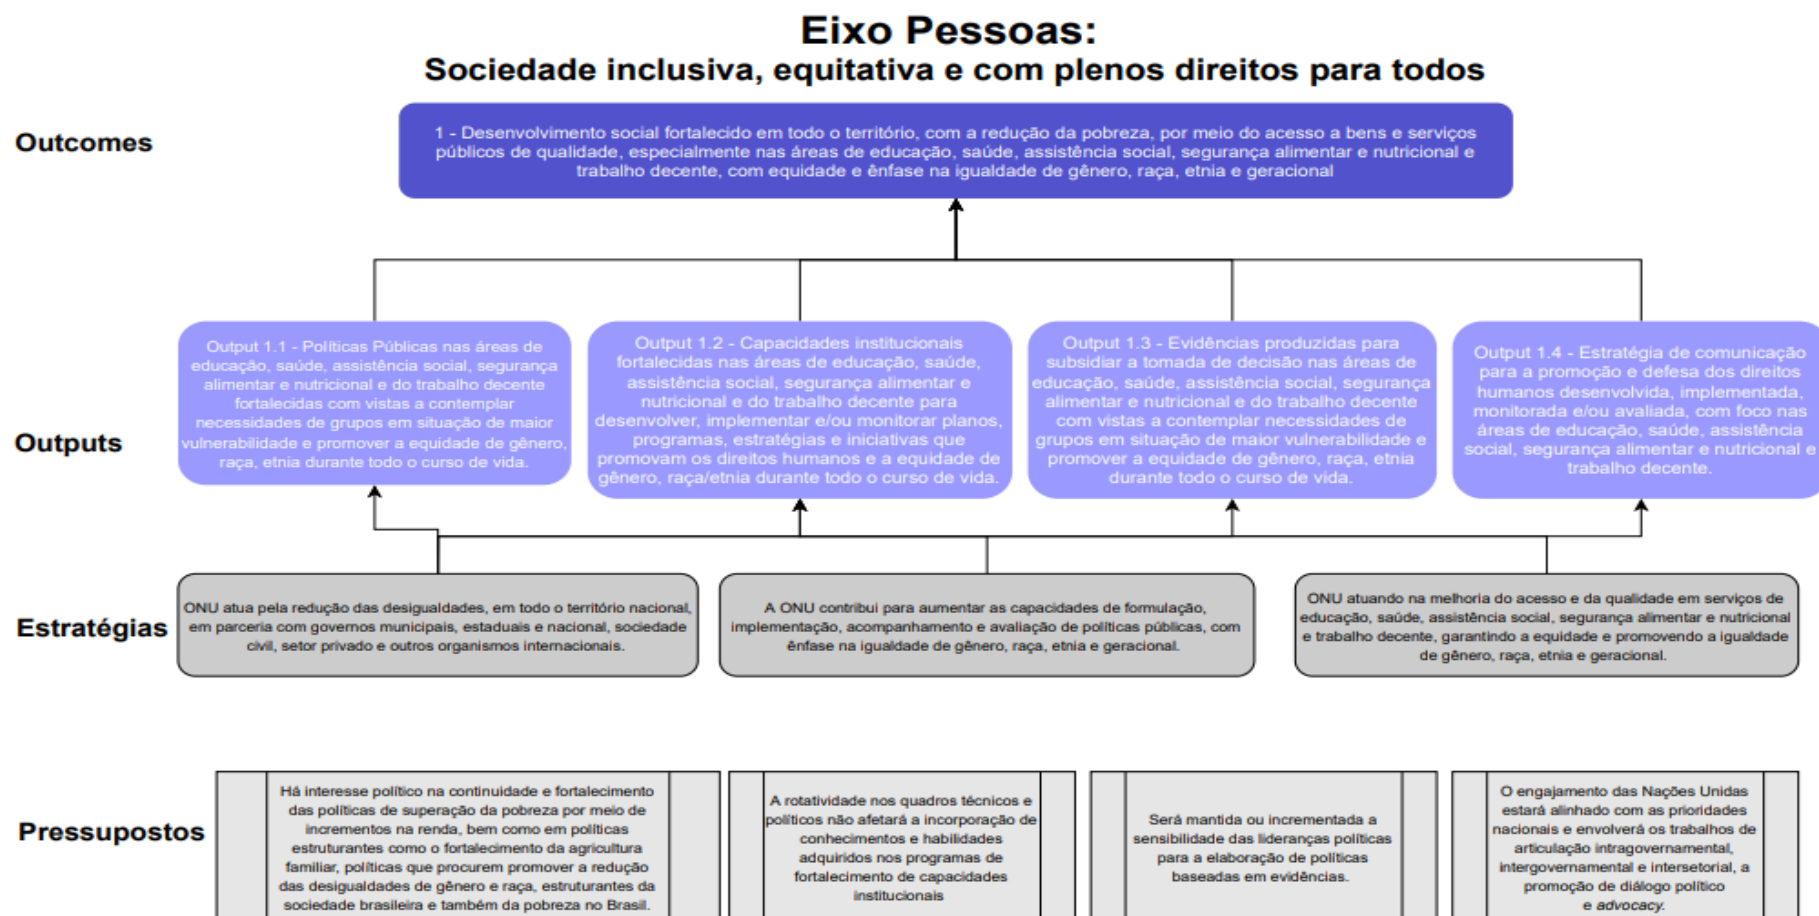 Eixo Pessoas:
Sociedade inclusiva, equitativa e com plenos direitos para todos
Outcomes
1 - Desenvolvimento social fortalecido em todo o território, com a redução da pobreza, por meio do acesso a bens e serviços
públicos de qualidade, especialmente nas áreas de educação, saúde, assistência social, segurança alimentar e nutricional e
trabalho decente, com equidade e ênfase na igualdade de gênero, raça, etnia e geracional
Outputs
Output 1.1 - Políticas Públicas nas áreas de
educação, saúde, assistência social, segurança
alimentar e nutricional e do trabalho decente
fortalecidas com vistas a contemplar
necessidades de grupos em situação de maior
vulnerabilidade e promover a equidade de gênero,
raça, etnia durante todo o curso de vida.
Output 1.2 - Capacidades institucionais
fortalecidas nas áreas de educação, saúde,
assistência social, segurança alimentar e
nutricional e do trabalho decente para
desenvolver, implementar e/ou monitorar planos,
programas, estratégias e iniciativas que
promovam os direitos humanos e a equidade de
gênero, raça/etnia durante todo o curso de vida.
Output 1.3 - Evidências produzidas para
subsidiar a tomada de decisão nas áreas de
educação, saúde, assistência social, segurança
alimentar e nutricional e do trabalho decente
com vistas a contemplar necessidades de
grupos em situação de maior vulnerabilidade e
promover a equidade de gênero, raça, etnia
durante todo o curso de vida.
Output 1.4 - Estratégia de comunicação
para a promoção e defesa dos direitos
humanos desenvolvida, implementada,
monitorada e/ou avaliada, com foco nas
áreas de educação, saúde, assistência
social, segurança alimentar e nutricional e
trabalho decente.
Estratégias
ONU atua pela redução das desigualdades, em todo o território nacional,
em parceria com governos municipais, estaduais e nacional, sociedade
civil, setor privado e outros organismos internacionais.
A ONU contribui para aumentar as capacidades de formulação,
implementação, acompanhamento e avaliação de políticas públicas, com
ênfase na igualdade de gênero, raça, etnia e geracional.
ONU atuando na melhoria do acesso e da qualidade em serviços de
educação, saúde, assistência social, segurança alimentar e nutricional
e trabalho decente, garantindo a equidade e promovendo a igualdade
de gênero, raça, etnia e geracional.
Pressupostos
Há interesse político na continuidade e fortalecimento
das políticas de superação da pobreza por meio de
incrementos na renda, bem como em políticas
estruturantes como o fortalecimento da agricultura
familiar, políticas que procurem promover a redução
das desigualdades de gênero e raça, estruturantes da
sociedade brasileira e também da pobreza no Brasil.
A rotatividade nos quadros técnicos e
políticos não afetará a incorporação de
conhecimentos e habilidades
adquiridos nos programas de
fortalecimento de capacidades
institucionais
Será mantida ou incrementada a
sensibilidade das lideranças políticas
para a elaboração de políticas
baseadas em evidências.
O engajamento das Nações Unidas
estará alinhado com as prioridades
nacionais e envolverá os trabalhos de
articulação intragovernamental,
intergovernamental e intersetorial, a
promoção de diálogo político
e advocacy.